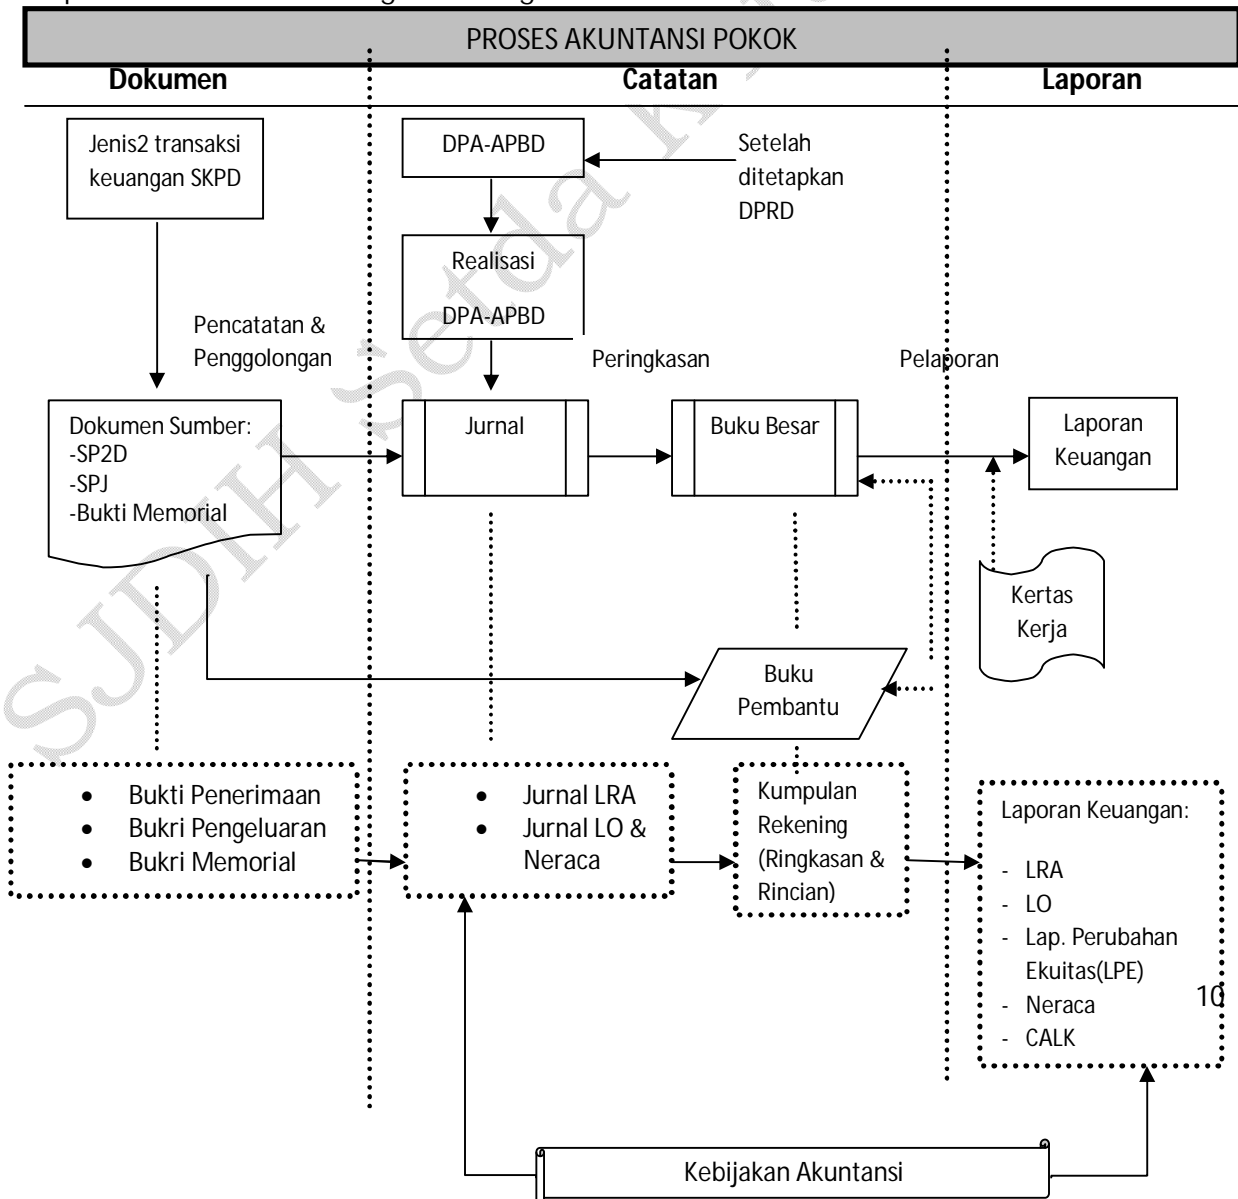 PROSES AKUNTANSI POKOK
Dokumen
Catatan
Laporan
Jenis2 transaksi
keuangan SKPD
DPA-APBD
Setelah
ditetapkan
DPRD
Realisasi
DPA-APBD
Pencatatan &
Penggolongan
Peringkasan
Pelaporan
Dokumen Sumber:
-SP2D
-SPJ
-Bukti Memorial
Jurnal
Buku Besar
Laporan
Keuangan
Kertas
Kerja
Buku
Pembantu
• Bukti Penerimaan
• Bukri Pengeluaran
• Bukri Memorial
• Jurnal LRA
• Jurnal LO &
Neraca
Kumpulan
Rekening
(Ringkasan &
Rincian)
Laporan Keuangan:
- LRA
- LO
- Lap. Perubahan
Ekuitas(LPE)
- Neraca
- CALK
10
Kebijakan Akuntansi
SJDIH Setda